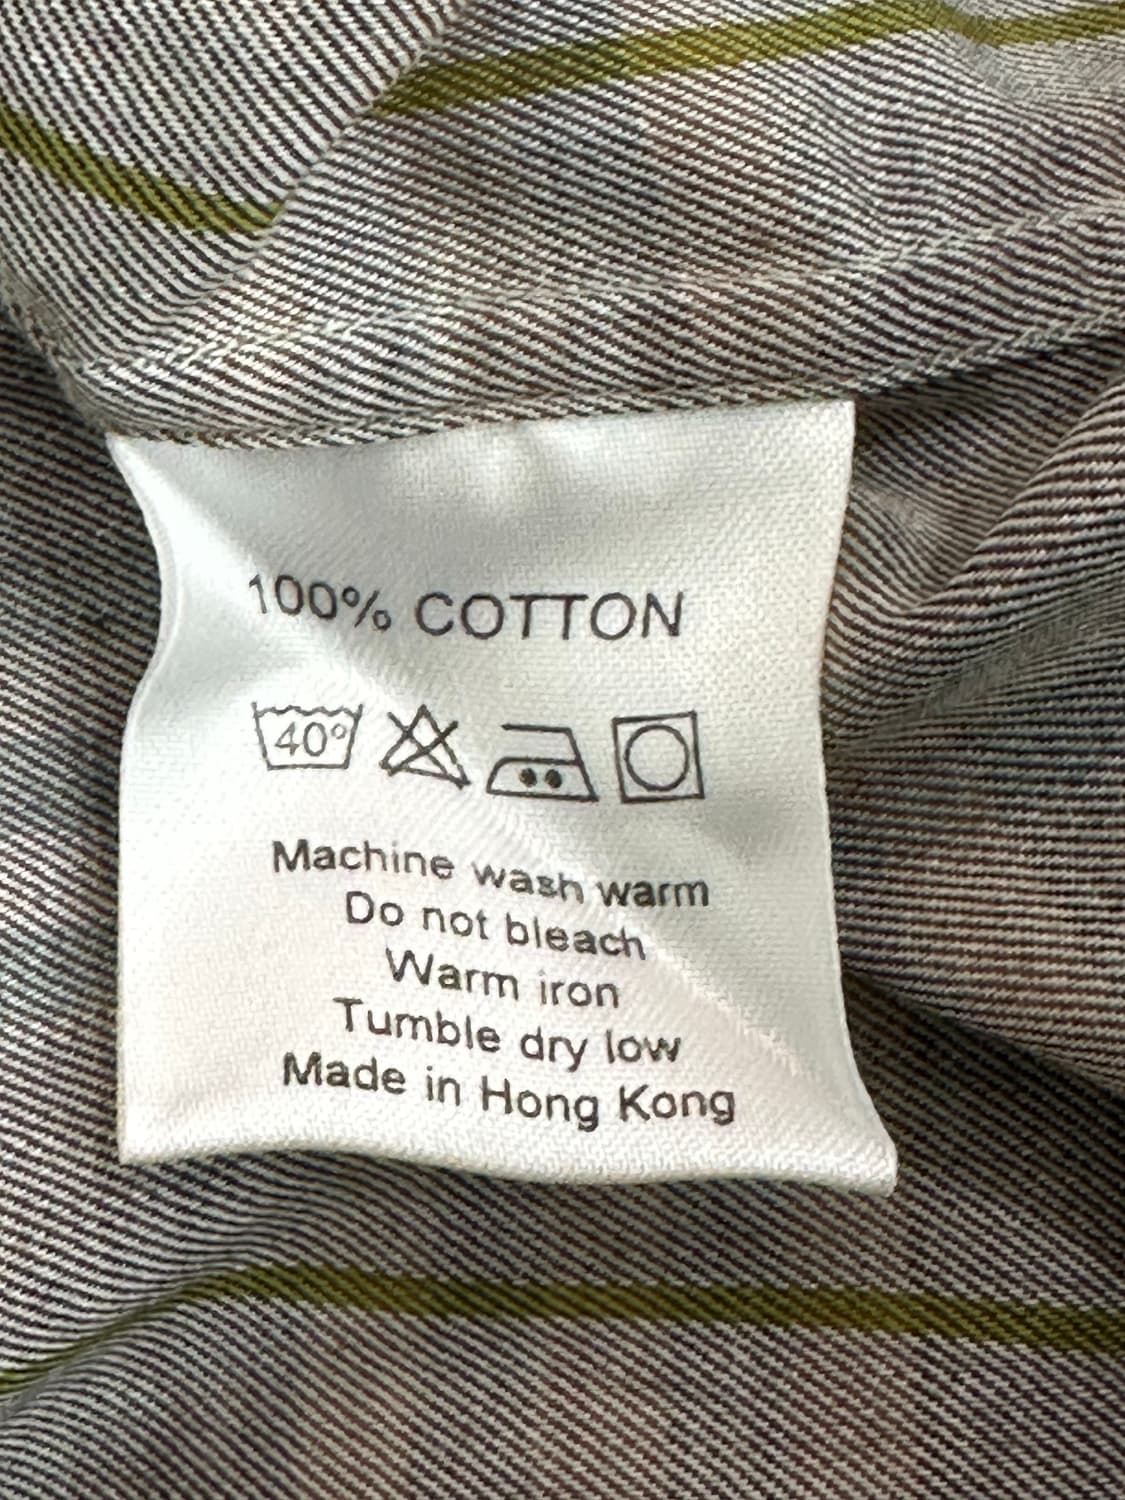 100% COTTON
40°
Machine wash warm
Do not bleach
Warm iron
Tumble dry low
Made in Hong Kong